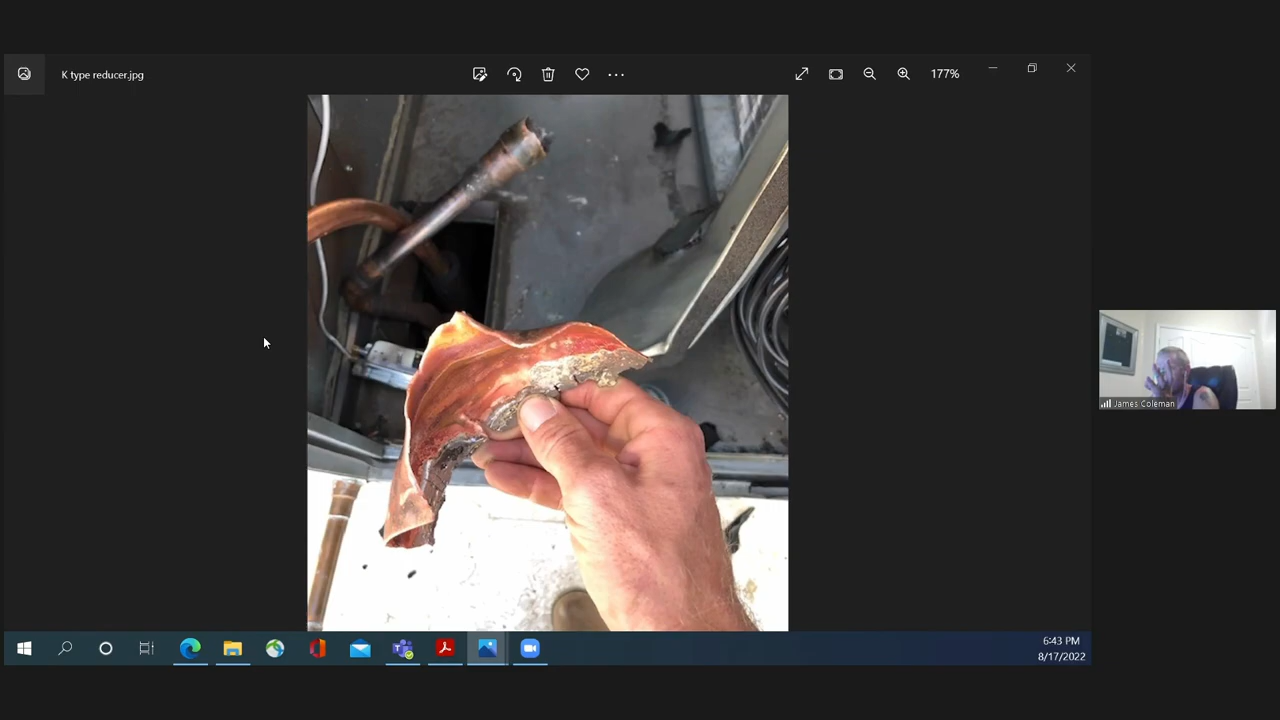 K type reducer.jpg
177%
James Coleman
6:43 PM
8/17/2022